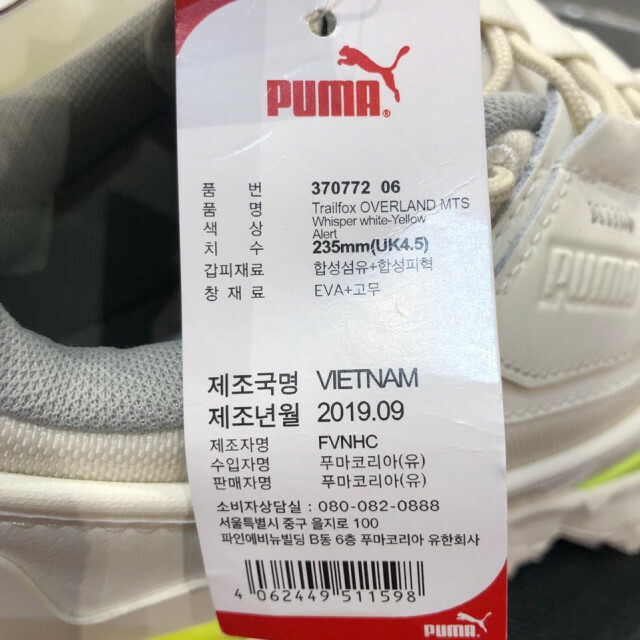 PUMA®
품 번 370772 06
품 명 Trailfox OVERLAND MTS
색 상 Whisper white-Yellow Alert
치 수 235mm(UK4.5)
갑피재료 합성섬유+합성피혁
창 재료 EVA+고무
제조국명 VIETNAM
제조년월 2019.09
제조자명 FVNHC
수입자명 푸마코리아(유)
판매자명 푸마코리아(유)
소비자상담실 : 080-082-0888
서울특별시 중구 을지로 100
파인에비뉴빌딩 B동 6층 푸마코리아 유한회사
4 062449 511598
PUMA
PUMA